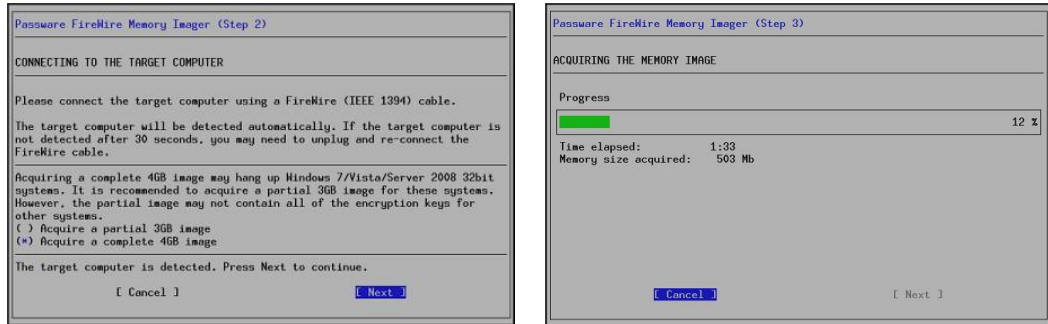 Passware FireWire Memory Imager (Step 2)
CONNECTING TO THE TARGET COMPUTER
Please connect the target computer using a FireWire (IEEE 1394) cable.
The target computer will be detected automatically. If the target computer is
not detected after 30 seconds, you may need to unplug and re-connect the
FireWire cable.
Acquiring a complete 4GB image may hang up Windows 7/Vista/Server 2008 32bit
systems. It is recommended to acquire a partial 3GB image for these systems.
However, the partial image may not contain all of the encryption keys for
other systems.
( ) Acquire a partial 3GB image
(*) Acquire a complete 4GB image
The target computer is detected. Press Next to continue.
[ Cancel ] [ Next ]
Passware FireWire Memory Imager (Step 3)
ACQUIRING THE MEMORY IMAGE
Progress
12 %
Time elapsed: 1:33
Memory size acquired: 503 Mb
[ Cancel ] [ Next ]